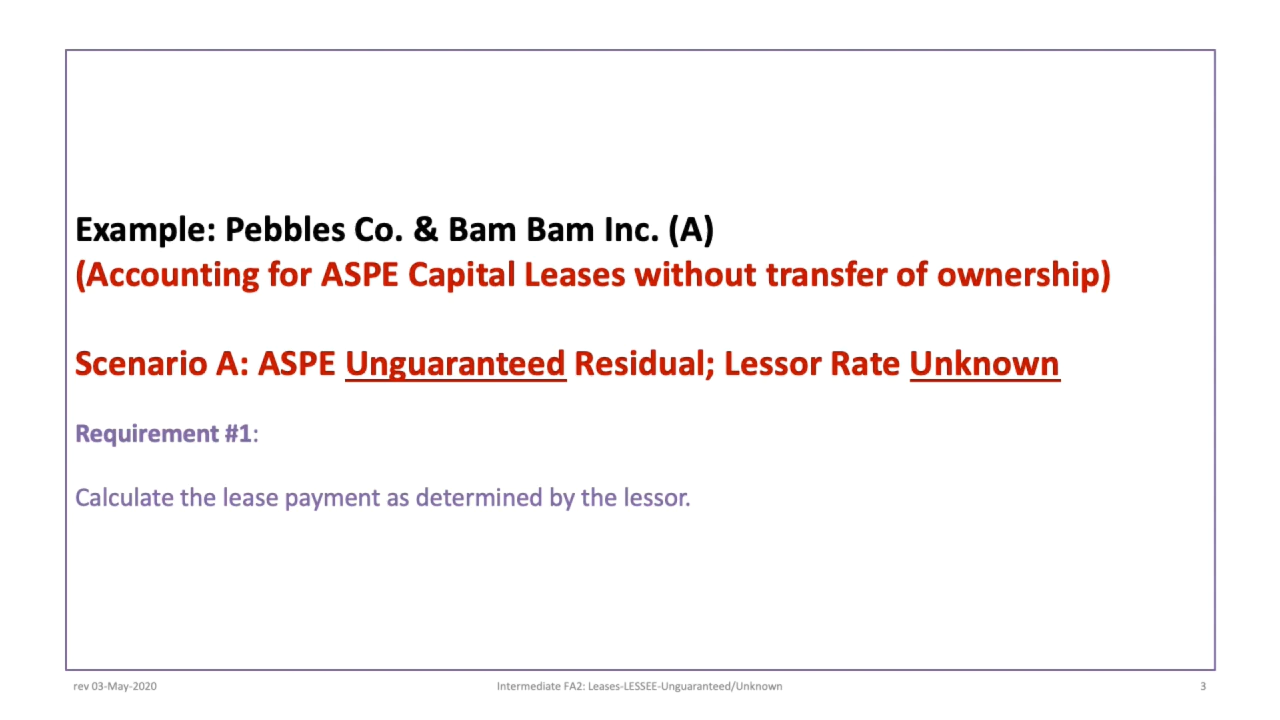 Example: Pebbles Co. & Bam Bam Inc. (A)
(Accounting for ASPE Capital Leases without transfer of ownership)
Scenario A: ASPE Unguaranteed Residual; Lessor Rate Unknown
Requirement #1:
Calculate the lease payment as determined by the lessor.
rev 03-May-2020
Intermediate FA2: Leases-LESSEE-Unguaranteed/Unknown
3